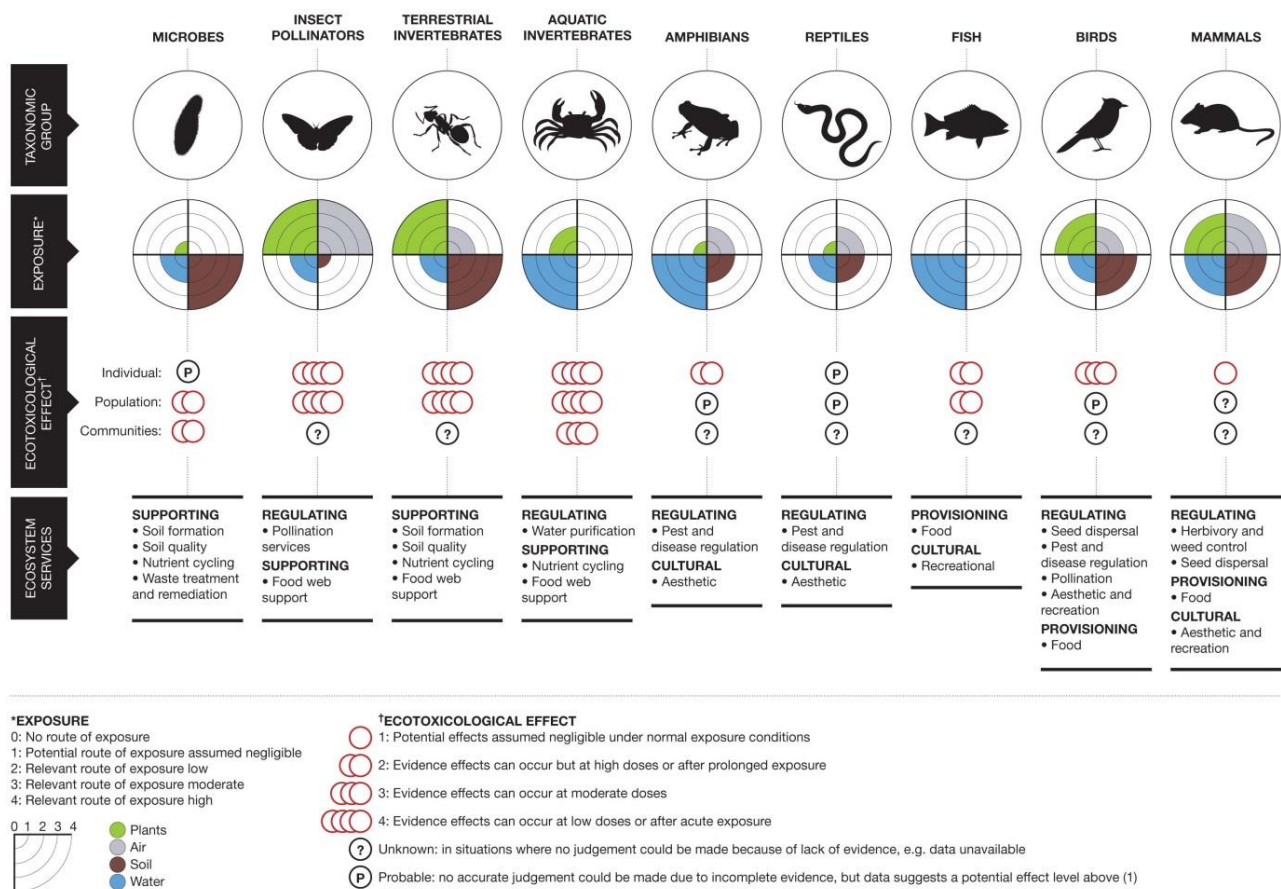 MICROBES
INSECT
POLLINATORS
TERRESTRIAL
INVERTEBRATES
AQUATIC
INVERTEBRATES
AMPHIBIANS
REPTILES
FISH
BIRDS
MAMMALS
TAXONOMIC
GROUP
EXPOSURE*
ECOTOXICOLOGICAL
EFFECT†
Individual:
P
P
Population:
P
P
P
?
Communities:
?
?
?
?
?
?
?
ECOSYSTEM
SERVICES
SUPPORTING
• Soil formation
• Soil quality
• Nutrient cycling
• Waste treatment
and remediation
REGULATING
• Pollination
services
SUPPORTING
• Food web
support
SUPPORTING
• Soil formation
• Soil quality
• Nutrient cycling
• Food web
support
REGULATING
• Water purification
SUPPORTING
• Nutrient cycling
• Food web
support
REGULATING
• Pest and
disease regulation
CULTURAL
• Aesthetic
REGULATING
• Pest and
disease regulation
CULTURAL
• Aesthetic
PROVISIONING
• Food
CULTURAL
• Recreational
REGULATING
• Seed dispersal
• Pest and
disease regulation
• Pollination
• Aesthetic and
recreation
PROVISIONING
• Food
REGULATING
• Herbivory and
weed control
• Seed dispersal
PROVISIONING
• Food
CULTURAL
• Aesthetic and
recreation
*EXPOSURE
0: No route of exposure
1: Potential route of exposure assumed negligible
2: Relevant route of exposure low
3: Relevant route of exposure moderate
4: Relevant route of exposure high
0 1 2 3 4
Plants
Air
Soil
Water
†ECOTOXICOLOGICAL EFFECT
1: Potential effects assumed negligible under normal exposure conditions
2: Evidence effects can occur but at high doses or after prolonged exposure
3: Evidence effects can occur at moderate doses
4: Evidence effects can occur at low doses or after acute exposure
? Unknown: in situations where no judgement could be made because of lack of evidence, e.g. data unavailable
P Probable: no accurate judgement could be made due to incomplete evidence, but data suggests a potential effect level above (1)